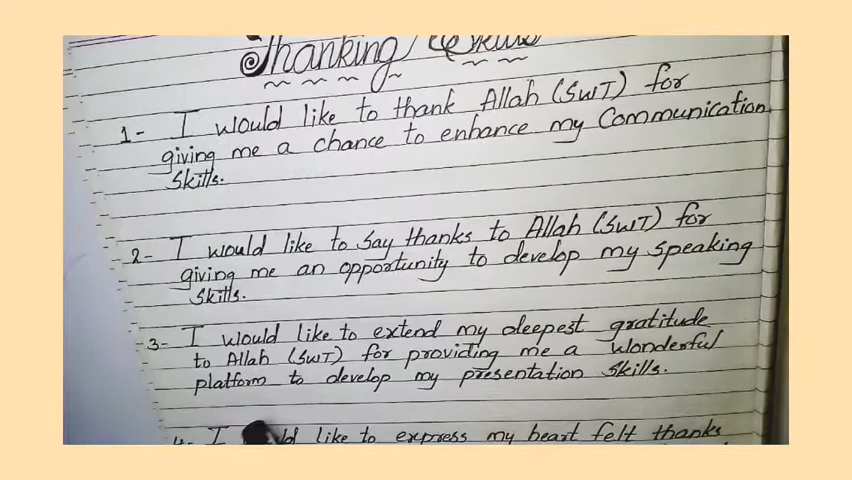 Thanking Skills
1- I would like to thank Allah (SWT) for
giving me a chance to enhance my Communication
Skills.
2- I would like to say thanks to Allah (SWT) for
giving me an opportunity to develop my speaking
Skills.
3- I would like to extend my deepest gratitude
to Allah (SWT) for providing me a wonderful
platform to develop my presentation skills.
4- I would like to express my heart felt thanks